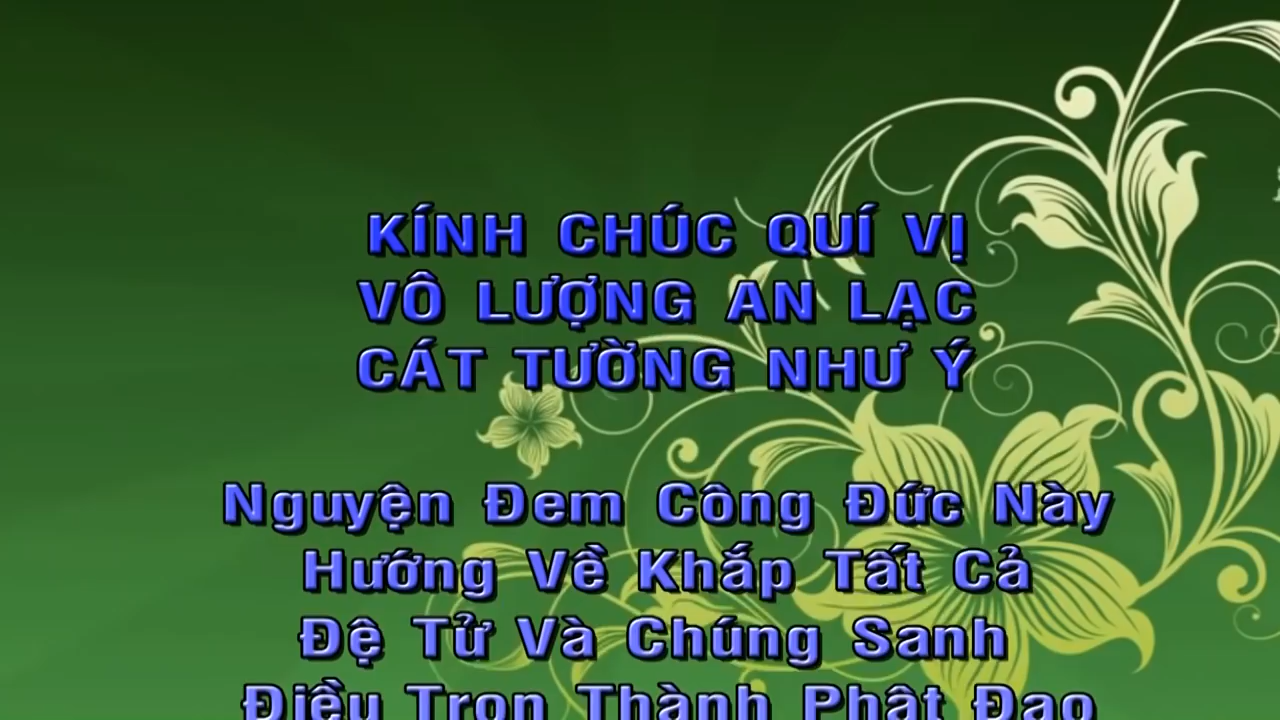 KÍNH CHÚC QUÍ VỊ
VÔ LƯỢNG AN LẠC
CÁT TƯỜNG NHƯ Ý
Nguyện Đem Công Đức Này
Hướng Về Khắp Tất Cả
Đệ Tử Và Chúng Sanh
Điều Trọn Thành Phật Đạo